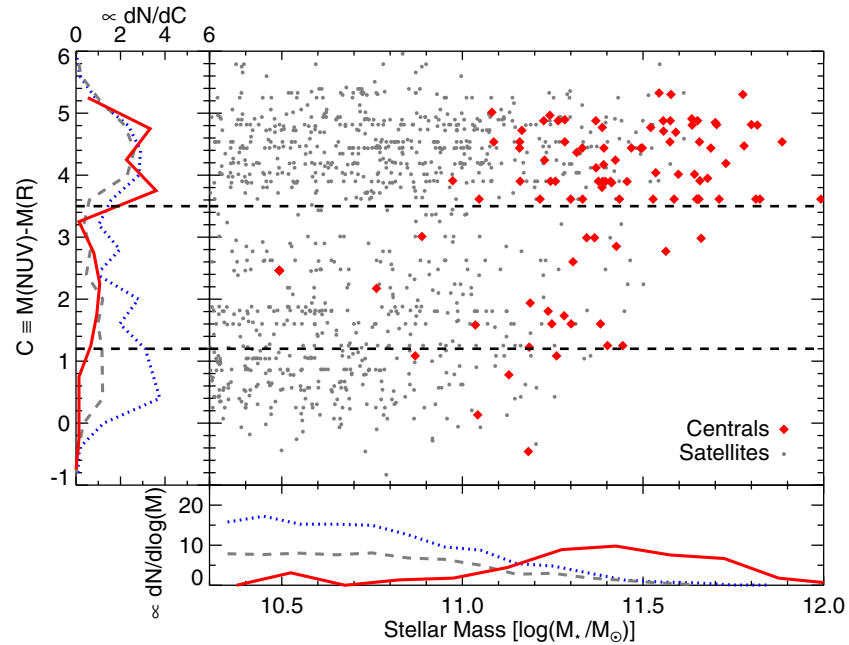 ∝ dN/dC
0 2 4 6
6
5
4
3
2
1
0
-1
C ≡ M(NUV)-M(R)
Centrals
Satellites
∝ dN/dlog(M)
20
10
0
10.5 11.0 11.5 12.0
Stellar Mass [log(M⋆/M⊙)]